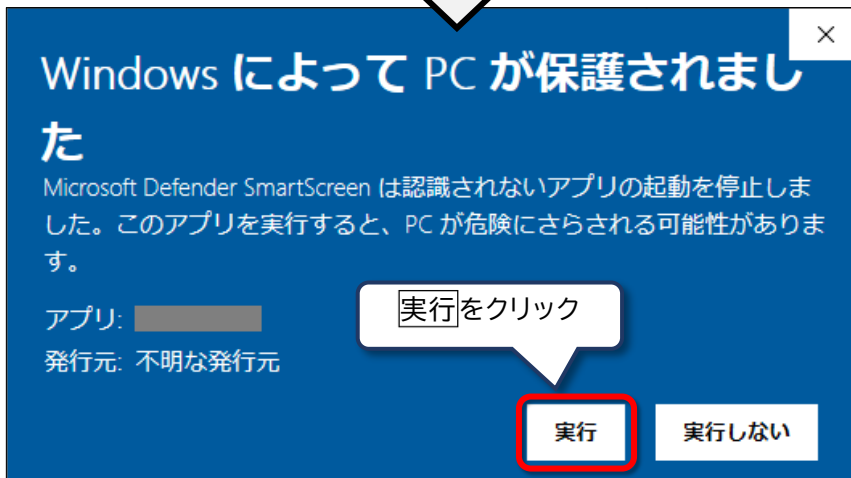 Windows によって PC が保護されまし
た
Microsoft Defender SmartScreen は認識されないアプリの起動を停止しま
した。このアプリを実行すると、PC が危険にさらされる可能性がありま
す。
実行をクリック
アプリ:
発行元: 不明な発行元
実行
実行しない